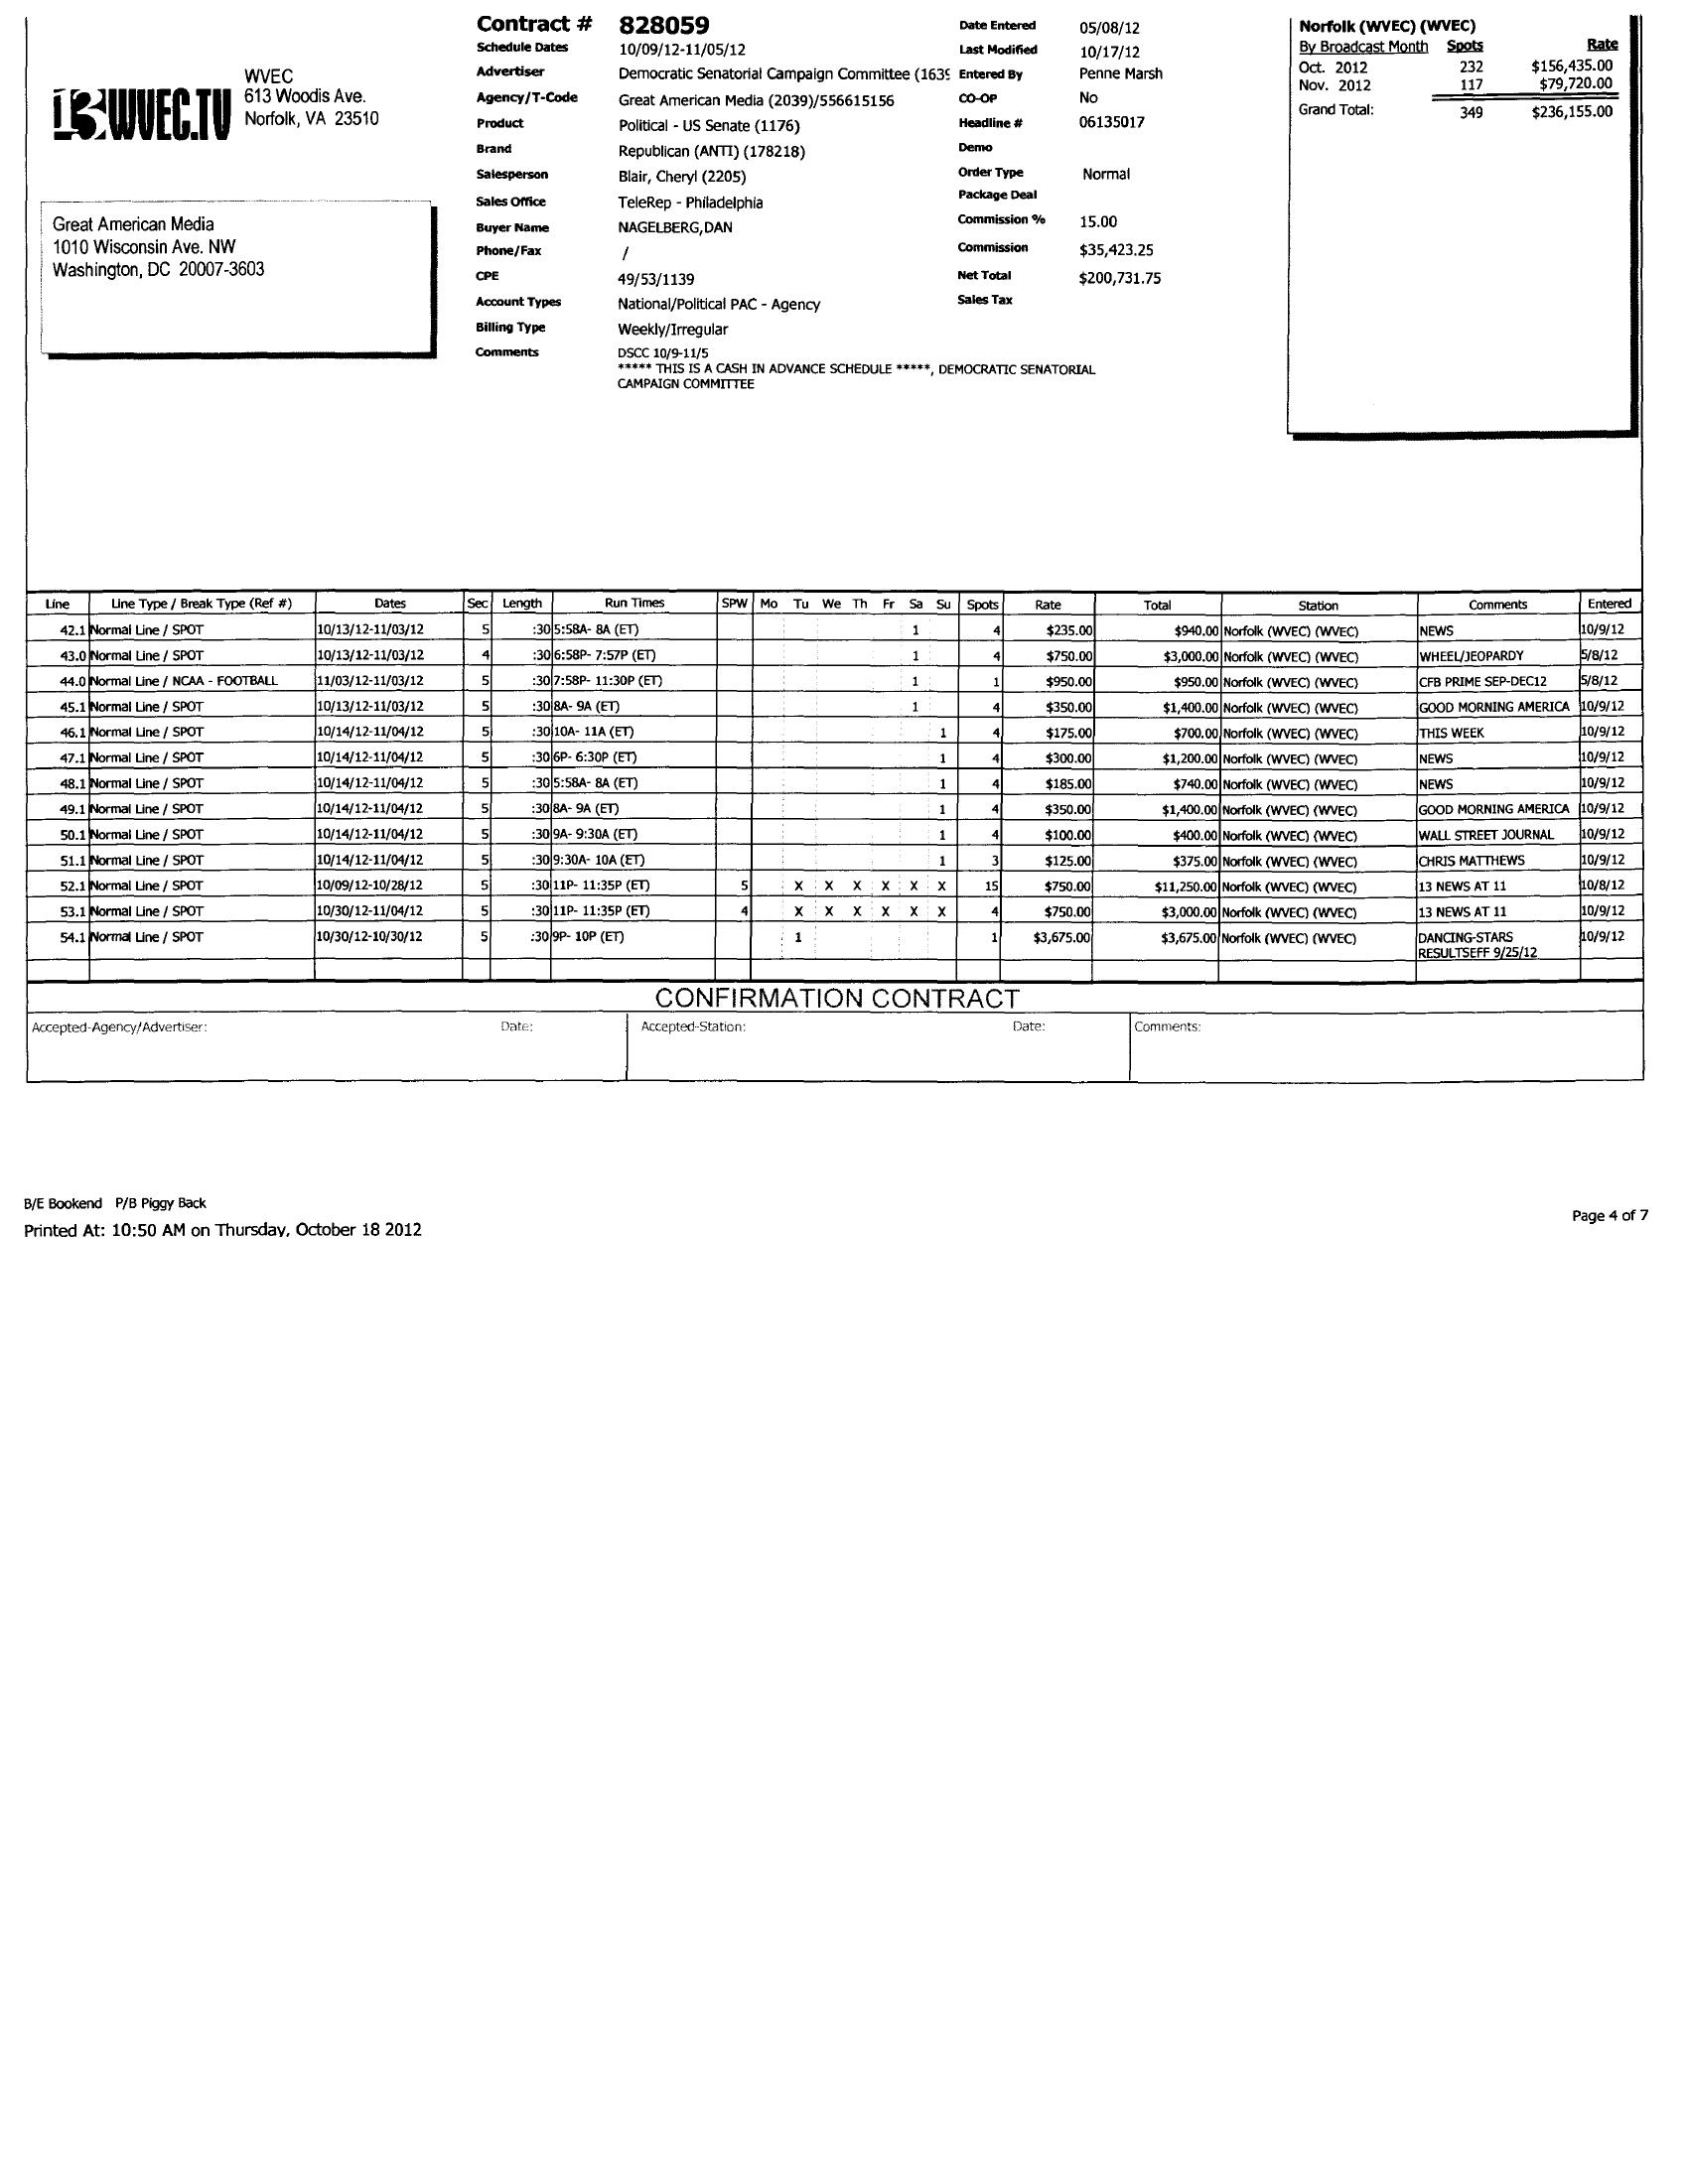 13 WVEC.TV
WVEC
613 Woodis Ave.
Norfolk, VA 23510
Great American Media
1010 Wisconsin Ave. NW
Washington, DC 20007-3603
Contract # 828059
Schedule Dates 10/09/12-11/05/12
Advertiser Democratic Senatorial Campaign Committee (1639
Agency/T-Code Great American Media (2039)/556615156
Product Political - US Senate (1176)
Brand Republican (ANTI) (178218)
Salesperson Blair, Cheryl (2205)
Sales Office TeleRep - Philadelphia
Buyer Name NAGELBERG,DAN
Phone/Fax /
CPE 49/53/1139
Account Types National/Political PAC - Agency
Billing Type Weekly/Irregular
Comments DSCC 10/9-11/5
***** THIS IS A CASH IN ADVANCE SCHEDULE *****, DEMOCRATIC SENATORIAL
CAMPAIGN COMMITTEE
Date Entered 05/08/12
Last Modified 10/17/12
Entered By Penne Marsh
CO-OP No
Headline # 06135017
Demo
Order Type Normal
Package Deal
Commission % 15.00
Commission $35,423.25
Net Total $200,731.75
Sales Tax
Norfolk (WVEC) (WVEC)
By Broadcast Month Spots Rate
Oct. 2012 232 $156,435.00
Nov. 2012 117 $79,720.00
Grand Total: 349 $236,155.00
Line Line Type / Break Type (Ref #) Dates Sec Length Run Times SPW Mo Tu We Th Fr Sa Su Spots Rate Total Station Comments Entered
42.1 Normal Line / SPOT 10/13/12-11/03/12 5 :30 5:58A- 8A (ET) 1 4 $235.00 $940.00 Norfolk (WVEC) (WVEC) NEWS 10/9/12
43.0 Normal Line / SPOT 10/13/12-11/03/12 4 :30 6:58P- 7:57P (ET) 1 4 $750.00 $3,000.00 Norfolk (WVEC) (WVEC) WHEEL/JEOPARDY 5/8/12
44.0 Normal Line / NCAA - FOOTBALL 11/03/12-11/03/12 5 :30 7:58P- 11:30P (ET) 1 1 $950.00 $950.00 Norfolk (WVEC) (WVEC) CFB PRIME SEP-DEC12 5/8/12
45.1 Normal Line / SPOT 10/13/12-11/03/12 5 :30 8A- 9A (ET) 1 4 $350.00 $1,400.00 Norfolk (WVEC) (WVEC) GOOD MORNING AMERICA 10/9/12
46.1 Normal Line / SPOT 10/14/12-11/04/12 5 :30 10A- 11A (ET) 1 4 $175.00 $700.00 Norfolk (WVEC) (WVEC) THIS WEEK 10/9/12
47.1 Normal Line / SPOT 10/14/12-11/04/12 5 :30 6P- 6:30P (ET) 1 4 $300.00 $1,200.00 Norfolk (WVEC) (WVEC) NEWS 10/9/12
48.1 Normal Line / SPOT 10/14/12-11/04/12 5 :30 5:58A- 8A (ET) 1 4 $185.00 $740.00 Norfolk (WVEC) (WVEC) NEWS 10/9/12
49.1 Normal Line / SPOT 10/14/12-11/04/12 5 :30 8A- 9A (ET) 1 4 $350.00 $1,400.00 Norfolk (WVEC) (WVEC) GOOD MORNING AMERICA 10/9/12
50.1 Normal Line / SPOT 10/14/12-11/04/12 5 :30 9A- 9:30A (ET) 1 4 $100.00 $400.00 Norfolk (WVEC) (WVEC) WALL STREET JOURNAL 10/9/12
51.1 Normal Line / SPOT 10/14/12-11/04/12 5 :30 9:30A- 10A (ET) 1 3 $125.00 $375.00 Norfolk (WVEC) (WVEC) CHRIS MATTHEWS 10/9/12
52.1 Normal Line / SPOT 10/09/12-10/28/12 5 :30 11P- 11:35P (ET) 5 X X X X X X 15 $750.00 $11,250.00 Norfolk (WVEC) (WVEC) 13 NEWS AT 11 10/8/12
53.1 Normal Line / SPOT 10/30/12-11/04/12 5 :30 11P- 11:35P (ET) 4 X X X X X X 4 $750.00 $3,000.00 Norfolk (WVEC) (WVEC) 13 NEWS AT 11 10/9/12
54.1 Normal Line / SPOT 10/30/12-10/30/12 5 :30 9P- 10P (ET) 1 1 $3,675.00 $3,675.00 Norfolk (WVEC) (WVEC) DANCING-STARS 10/9/12
RESULTSEFF 9/25/12
CONFIRMATION CONTRACT
Accepted-Agency/Advertiser: Date: Accepted-Station: Date: Comments:
B/E Bookend P/B Piggy Back
Printed At: 10:50 AM on Thursday, October 18 2012
Page 4 of 7